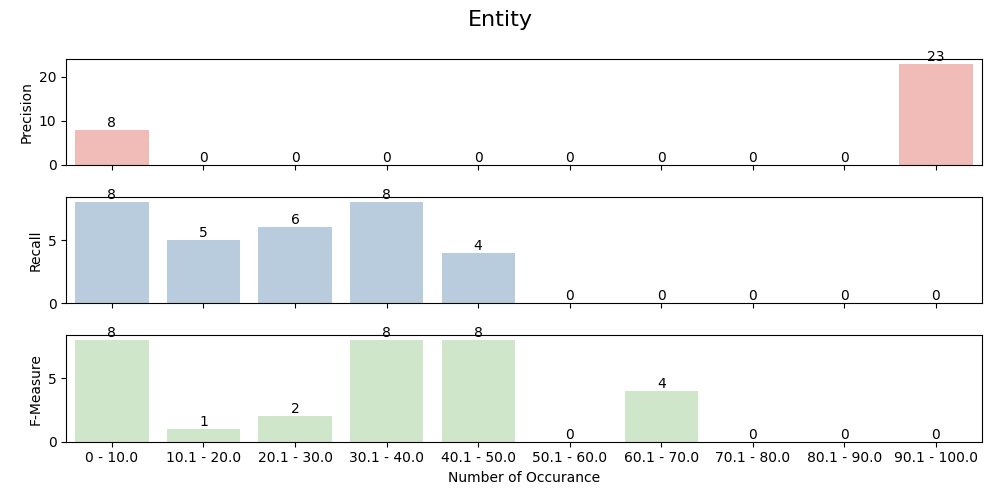 Entity
Precision
20
10
0
8 0 0 0 0 0 0 0 0 23
Recall
5
0
8 5 6 8 4 0 0 0 0 0
F-Measure
5
0
8 1 2 8 8 0 4 0 0 0
0 - 10.0 10.1 - 20.0 20.1 - 30.0 30.1 - 40.0 40.1 - 50.0 50.1 - 60.0 60.1 - 70.0 70.1 - 80.0 80.1 - 90.0 90.1 - 100.0
Number of Occurance